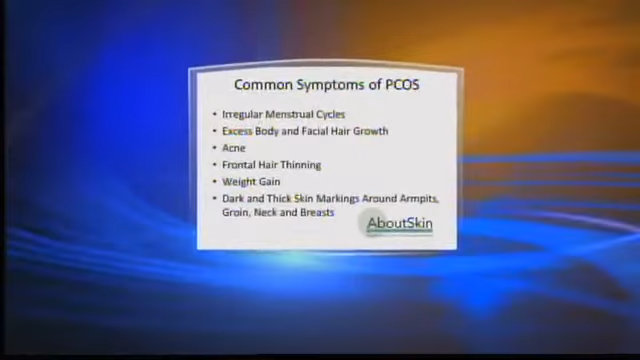 Common Symptoms of PCOS
• Irregular Menstrual Cycles
• Excess Body and Facial Hair Growth
• Acne
• Frontal Hair Thinning
• Weight Gain
• Dark and Thick Skin Markings Around Armpits,
Groin, Neck and Breasts
AboutSkin